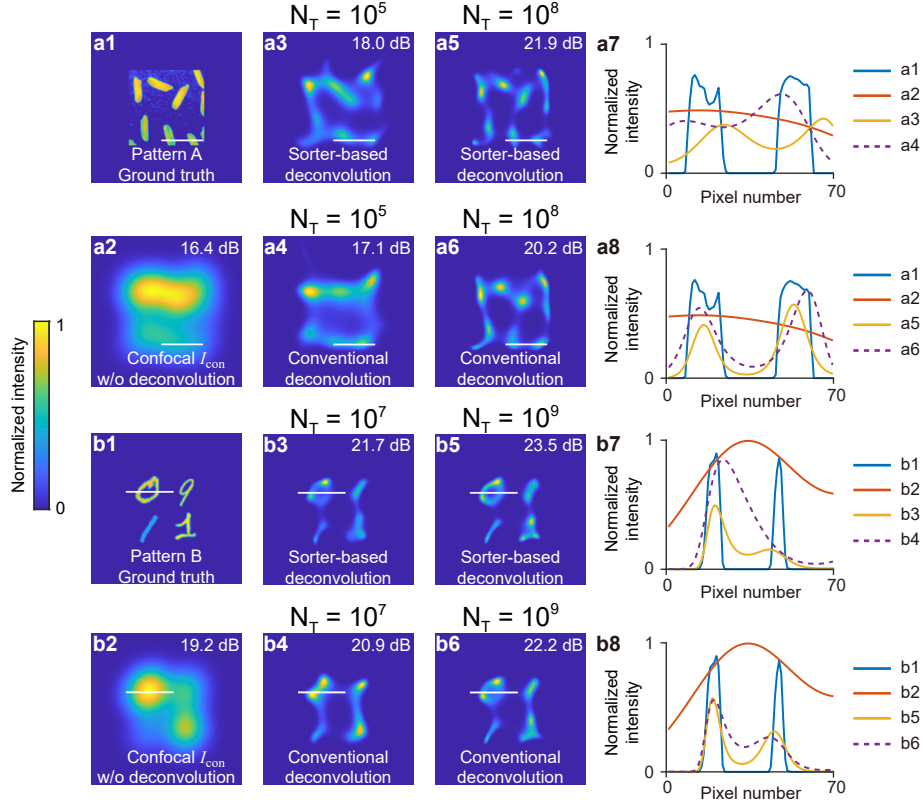 N_T = 10^5
N_T = 10^8
a1
Pattern A
Ground truth
a3
18.0 dB
Sorter-based
deconvolution
a5
21.9 dB
Sorter-based
deconvolution
a7
1
0
Normalized
intensity
0
70
Pixel number
a1
a2
a3
a4
N_T = 10^5
N_T = 10^8
a2
16.4 dB
Confocal I_con
w/o deconvolution
a4
17.1 dB
Conventional
deconvolution
a6
20.2 dB
Conventional
deconvolution
a8
1
0
Normalized
intensity
0
70
Pixel number
a1
a2
a5
a6
Normalized intensity
1
0
N_T = 10^7
N_T = 10^9
b1
0 9
/ 1
Pattern B
Ground truth
b3
21.7 dB
Sorter-based
deconvolution
b5
23.5 dB
Sorter-based
deconvolution
b7
1
0
Normalized
intensity
0
70
Pixel number
b1
b2
b3
b4
N_T = 10^7
N_T = 10^9
b2
19.2 dB
Confocal I_con
w/o deconvolution
b4
20.9 dB
Conventional
deconvolution
b6
22.2 dB
Conventional
deconvolution
b8
1
0
Normalized
intensity
0
70
Pixel number
b1
b2
b5
b6